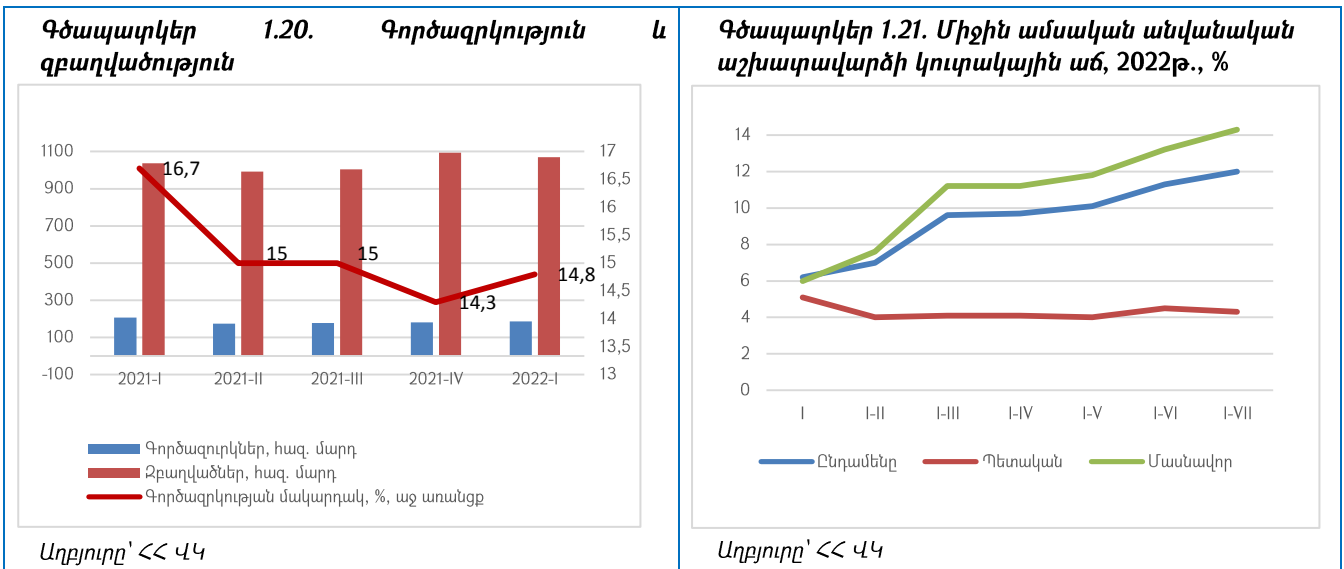 Գծապատկեր 1.20. Գործազրկություն և
զբաղվածություն
1100
900
700
500
300
100
-100
17
16,5
16
15,5
15
14,5
14
13,5
13
16,7
15
15
14,3
14,8
2021-I
2021-II
2021-III
2021-IV
2022-I
Գործազուրկներ, հազ. մարդ
Զբաղվածներ, հազ. մարդ
Գործազրկության մակարդակ, %, աջ առանցք
Աղբյուրը՝ ՀՀ ՎԿ
Գծապատկեր 1.21. Միջին ամսական անվանական
աշխատավարձի կուտակային աճ, 2022թ., %
14
12
10
8
6
4
2
0
I
I-II
I-III
I-IV
I-V
I-VI
I-VII
Ընդամենը
Պետական
Մասնավոր
Աղբյուրը՝ ՀՀ ՎԿ